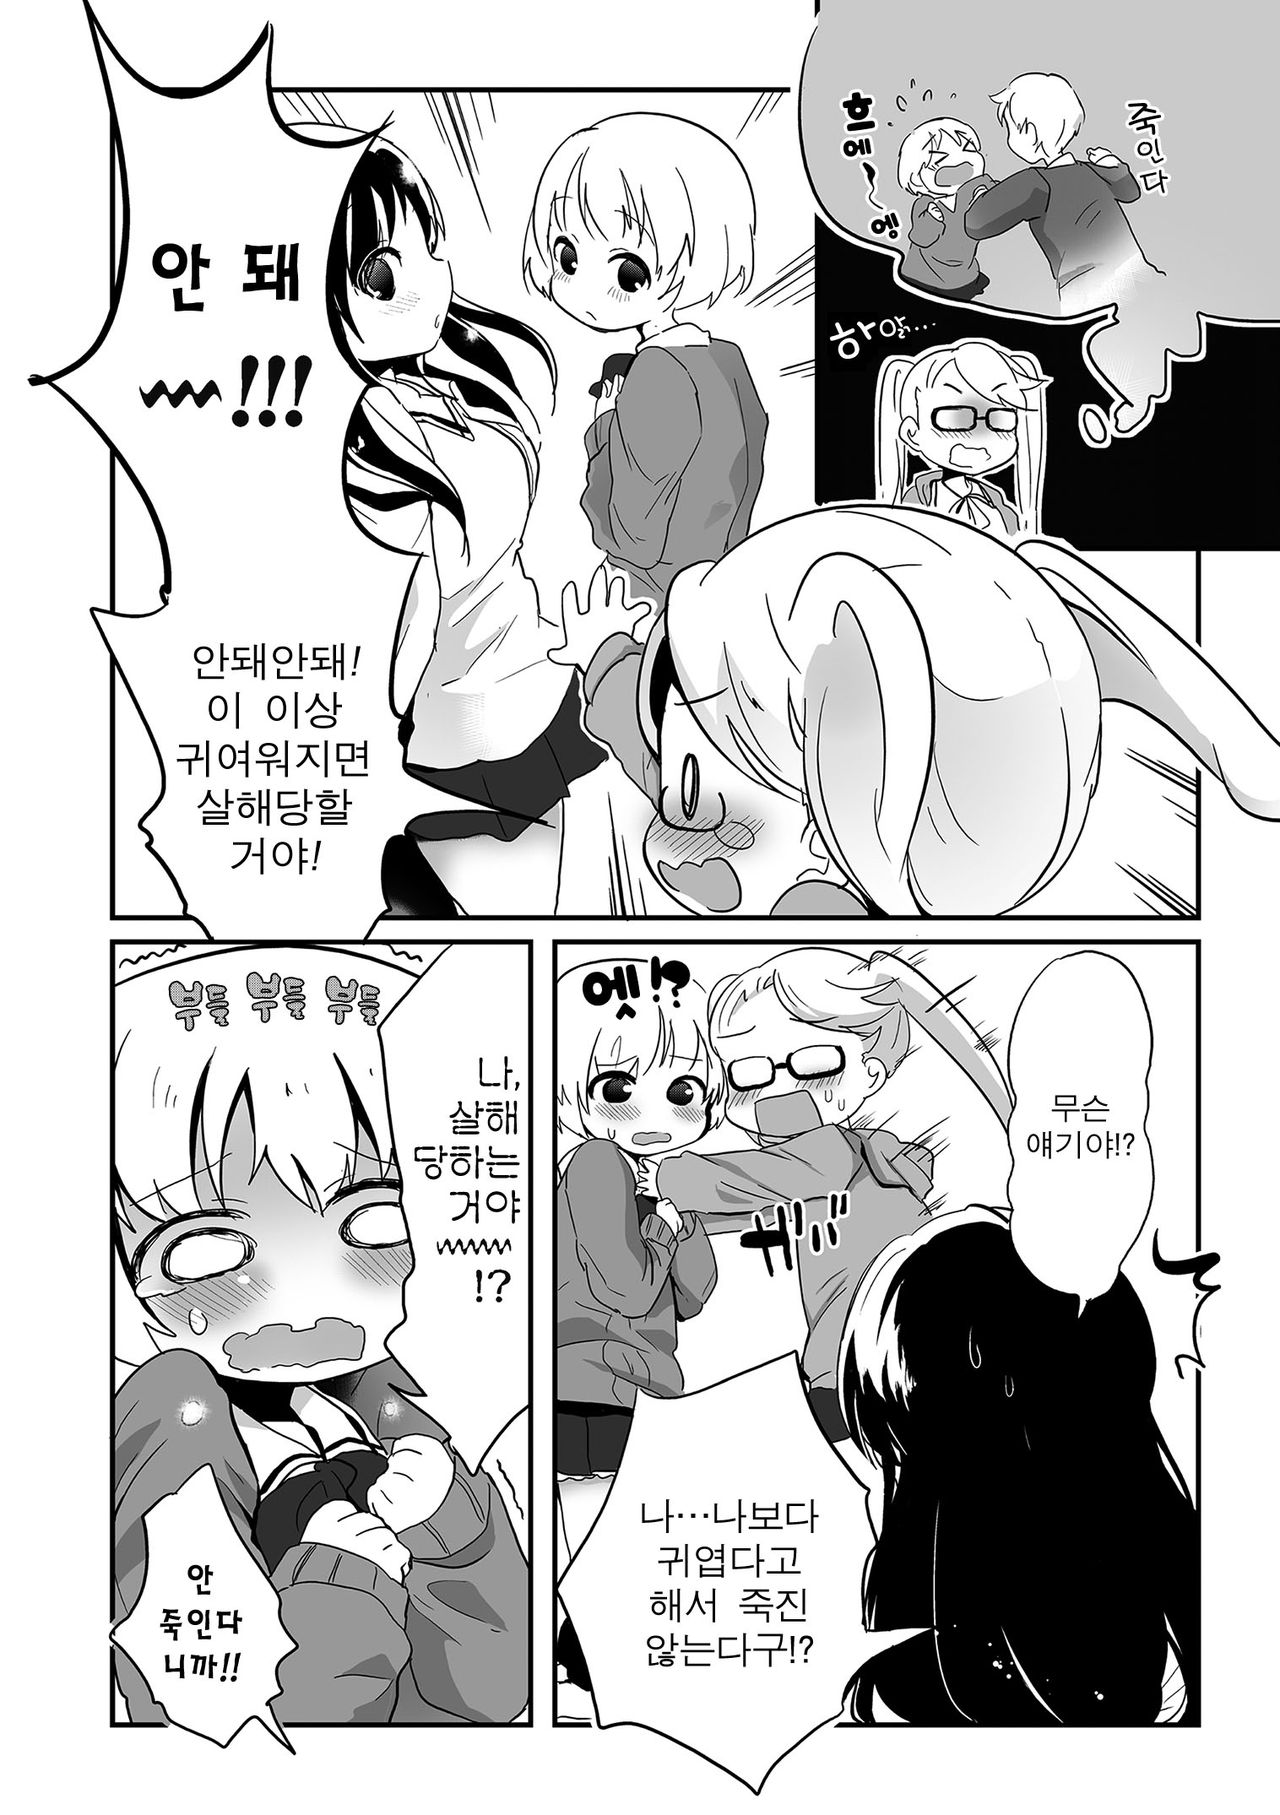 죽인다
흐에~엥
하앍...
안 돼
~!!!
안돼안돼!
이 이상
귀여워지면
살해당할
거야!
무슨
얘기야!?
엣!?
나…나보다
귀엽다고
해서 죽진
않는다구!?
부들 부들 부들
나,
살해
당하는
거야
~
!?
안
죽인다
니까!!